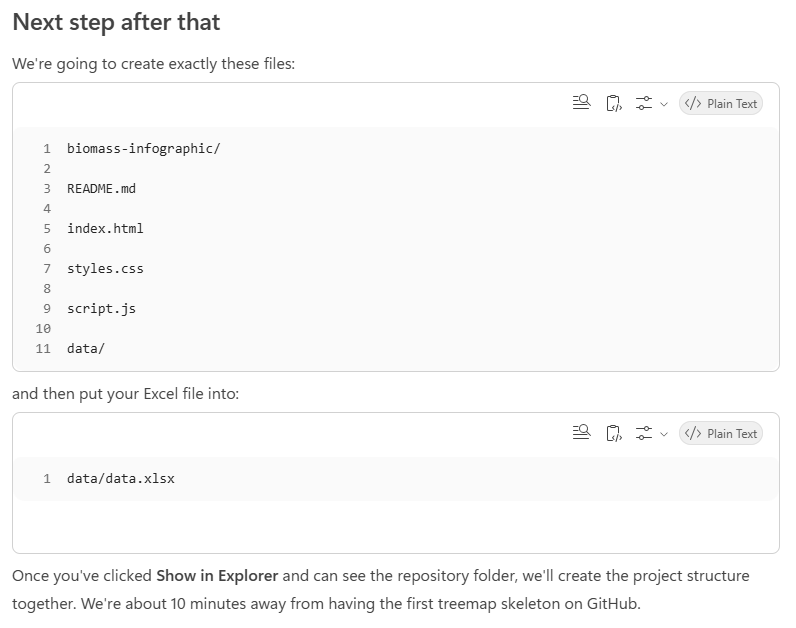 Next step after that
We're going to create exactly these files:
</> Plain Text
1 biomass-infographic/
2
3 README.md
4
5 index.html
6
7 styles.css
8
9 script.js
10
11 data/
and then put your Excel file into:
</> Plain Text
1 data/data.xlsx
Once you've clicked Show in Explorer and can see the repository folder, we'll create the project structure
together. We're about 10 minutes away from having the first treemap skeleton on GitHub.